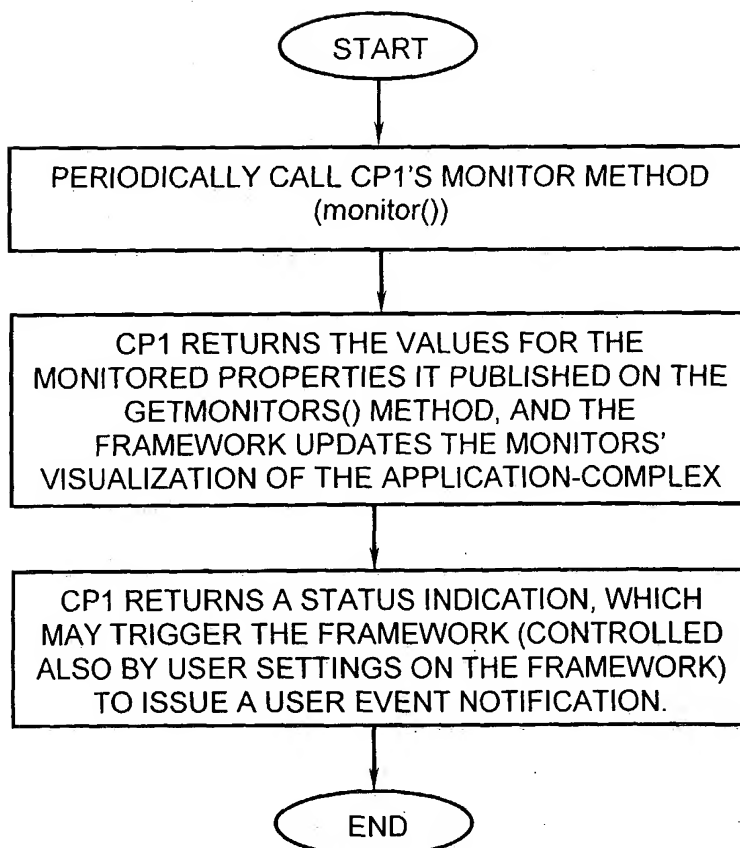 START
PERIODICALLY CALL CP1'S MONITOR METHOD
(monitor())
CP1 RETURNS THE VALUES FOR THE
MONITORED PROPERTIES IT PUBLISHED ON THE
GETMONITORS() METHOD, AND THE
FRAMEWORK UPDATES THE MONITORS'
VISUALIZATION OF THE APPLICATION-COMPLEX
CP1 RETURNS A STATUS INDICATION, WHICH
MAY TRIGGER THE FRAMEWORK (CONTROLLED
ALSO BY USER SETTINGS ON THE FRAMEWORK)
TO ISSUE A USER EVENT NOTIFICATION.
END